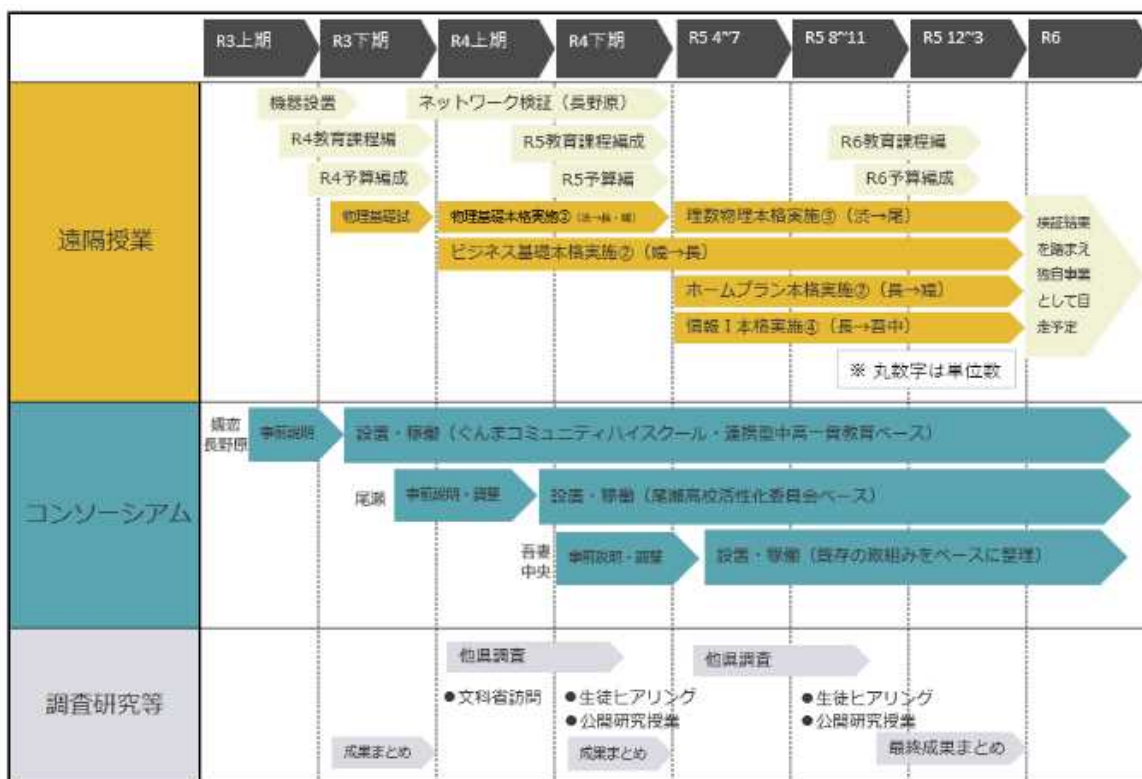 R3上期
R3下期
R4上期
R4下期
R5 4~7
R5 8~11
R5 12~3
R6
遠隔授業
機器設置
ネットワーク検証（長野原）
R4教育課程編
R5教育課程編成
R6教育課程編
R4予算編成
R5予算編
R6予算編成
物理基礎試
物理基礎本格実施②（渋→長・嬬）
理数物理本格実施③（渋→尾）
ビジネス基礎本格実施②（嬬→長）
ホームプラン本格実施②（長→嬬）
情報Ⅰ本格実施④（長→吾中）
検証結果
を踏まえ
独自事業
として自
走予定
※ 丸数字は単位数
コンソーシアム
嬬恋
長野原
事前説明
設置・稼働（ぐんまコミュニティハイスクール・連携型中高一貫教育ベース）
尾瀬
事前説明・調整
設置・稼働（尾瀬高校活性化委員会ベース）
吾妻
中央
事前説明・調整
設置・稼働（既存の取組みをベースに整理）
調査研究等
他県調査
他県調査
●文科省訪問
●生徒ヒアリング
●公開研究授業
●生徒ヒアリング
●公開研究授業
成果まとめ
成果まとめ
最終成果まとめ